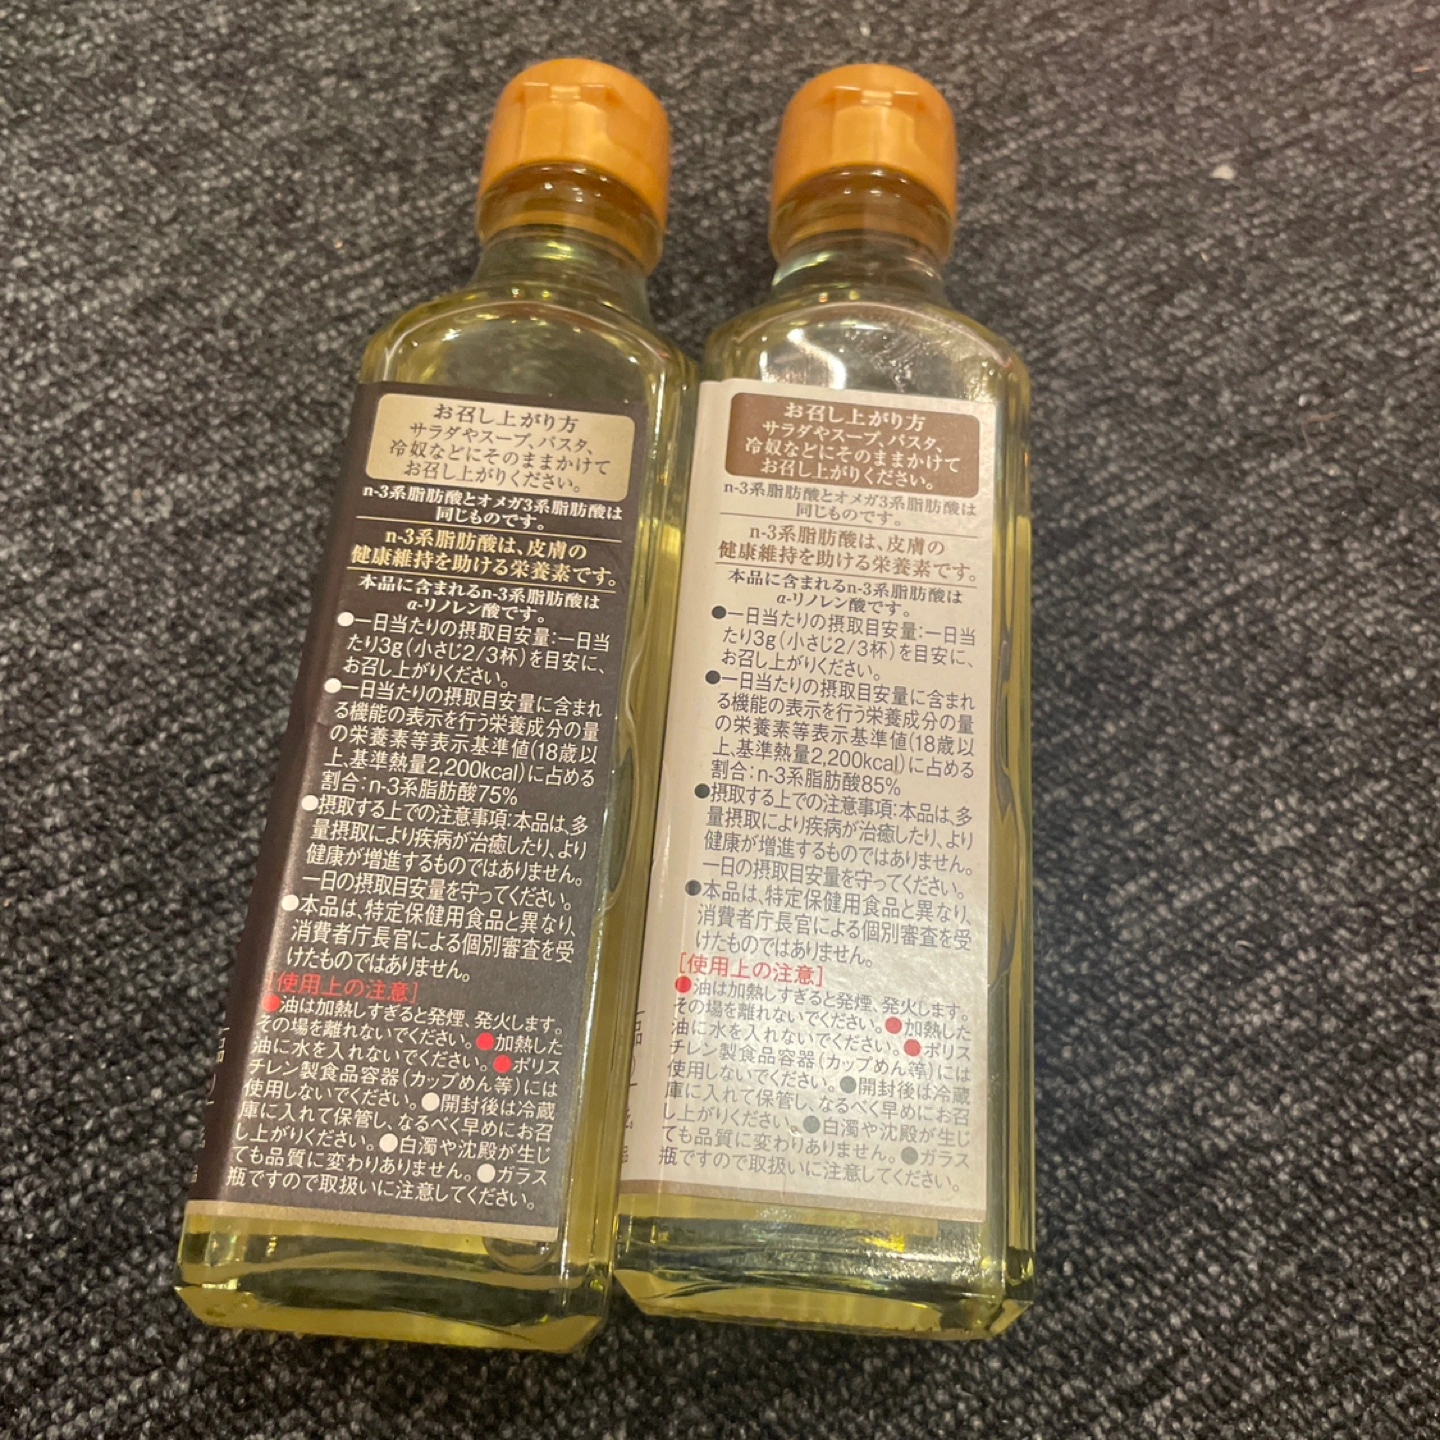 お召し上がり方
サラダやスープ、パスタ、
冷奴などにそのままかけて
お召し上がりください。
n-3系脂肪酸とオメガ3系脂肪酸は
同じものです。
n-3系脂肪酸は、皮膚の
健康維持を助ける栄養素です。
本品に含まれるn-3系脂肪酸は
α-リノレン酸です。
●一日当たりの摂取目安量:一日当
たり3g(小さじ2/3杯)を目安に、
お召し上がりください。
●一日当たりの摂取目安量に含まれ
る機能の表示を行う栄養成分の量
の栄養素等表示基準値(18歳以
上、基準熱量2,200kcal)に占める
割合:n-3系脂肪酸75%
●摂取する上での注意事項:本品は、多
量摂取により疾病が治癒したり、より
健康が増進するものではありません。
一日の摂取目安量を守ってください。
●本品は、特定保健用食品と異なり、
消費者庁長官による個別審査を受
けたものではありません。
[使用上の注意]
●油は加熱しすぎると発煙、発火します。
その場を離れないでください。●加熱した
油に水を入れないでください。●ポリス
チレン製食品容器(カップめん等)には
使用しないでください。●開封後は冷蔵
庫に入れて保管し、なるべく早めにお召
し上がりください。●白濁や沈殿が生じ
ても品質に変わりありません。●ガラス
瓶ですので取扱いに注意してください。
お召し上がり方
サラダやスープ、パスタ、
冷奴などにそのままかけて
お召し上がりください。
n-3系脂肪酸とオメガ3系脂肪酸は
同じものです。
n-3系脂肪酸は、皮膚の
健康維持を助ける栄養素です。
本品に含まれるn-3系脂肪酸は
α-リノレン酸です。
●一日当たりの摂取目安量:一日当
たり3g(小さじ2/3杯)を目安に、
お召し上がりください。
●一日当たりの摂取目安量に含まれ
る機能の表示を行う栄養成分の量
の栄養素等表示基準値(18歳以
上、基準熱量2,200kcal)に占める
割合:n-3系脂肪酸85%
●摂取する上での注意事項:本品は、多
量摂取により疾病が治癒したり、より
健康が増進するものではありません。
一日の摂取目安量を守ってください。
●本品は、特定保健用食品と異なり、
消費者庁長官による個別審査を受
けたものではありません。
[使用上の注意]
●油は加熱しすぎると発煙、発火します。
その場を離れないでください。●加熱した
油に水を入れないでください。●ポリス
チレン製食品容器(カップめん等)には
使用しないでください。●開封後は冷蔵
庫に入れて保管し、なるべく早めにお召
し上がりください。●白濁や沈殿が生じ
ても品質に変わりありません。●ガラス
瓶ですので取扱いに注意してください。